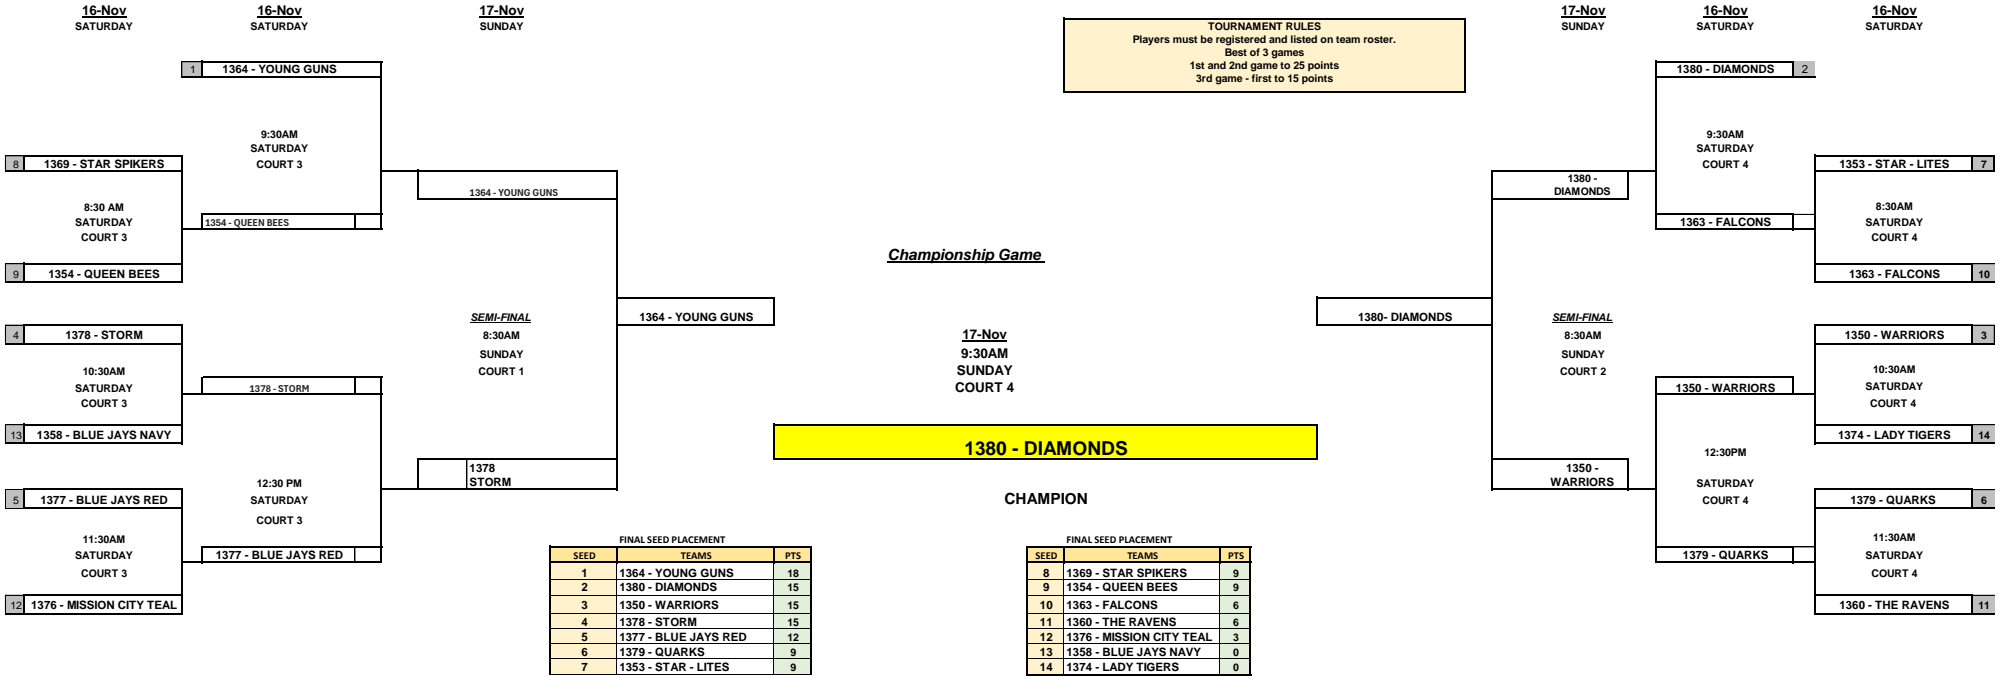 16-Nov 16-Nov 17-Nov 17-Nov 16-Nov 16-Nov
SATURDAY SATURDAY SUNDAY SUNDAY SATURDAY SATURDAY
TOURNAMENT RULES
Players must be registered and listed on team roster.
Best of 3 games
1st and 2nd game to 25 points
3rd game - first to 15 points
1 1364 - YOUNG GUNS
9:30AM
SATURDAY
COURT 3
8 1369 - STAR SPIKERS
8:30 AM
SATURDAY
COURT 3
1354 - QUEEN BEES
9 1354 - QUEEN BEES
1364 - YOUNG GUNS
4 1378 - STORM
10:30AM
SATURDAY
COURT 3
1378 - STORM
13 1358 - BLUE JAYS NAVY
SEMI-FINAL
8:30AM
SUNDAY
COURT 1
1364 - YOUNG GUNS
1378
STORM
5 1377 - BLUE JAYS RED
12:30 PM
SATURDAY
COURT 3
11:30AM
SATURDAY
COURT 3
1377 - BLUE JAYS RED
12 1376 - MISSION CITY TEAL
Championship Game
17-Nov
9:30AM
SUNDAY
COURT 4
1380 - DIAMONDS
CHAMPION
1380 - DIAMONDS 2
9:30AM
SATURDAY
COURT 4
1353 - STAR - LITES 7
1380 -
DIAMONDS
8:30AM
SATURDAY
COURT 4
1363 - FALCONS
1363 - FALCONS 10
1380- DIAMONDS
SEMI-FINAL
8:30AM
SUNDAY
COURT 2
1350 - WARRIORS 3
10:30AM
SATURDAY
COURT 4
1350 - WARRIORS
1374 - LADY TIGERS 14
1350 -
WARRIORS
12:30PM
SATURDAY
COURT 4
1379 - QUARKS 6
11:30AM
SATURDAY
COURT 4
1379 - QUARKS
1360 - THE RAVENS 11
FINAL SEED PLACEMENT
SEED TEAMS PTS
1 1364 - YOUNG GUNS 18
2 1380 - DIAMONDS 15
3 1350 - WARRIORS 15
4 1378 - STORM 15
5 1377 - BLUE JAYS RED 12
6 1379 - QUARKS 9
7 1353 - STAR - LITES 9
FINAL SEED PLACEMENT
SEED TEAMS PTS
8 1369 - STAR SPIKERS 9
9 1354 - QUEEN BEES 9
10 1363 - FALCONS 6
11 1360 - THE RAVENS 6
12 1376 - MISSION CITY TEAL 3
13 1358 - BLUE JAYS NAVY 0
14 1374 - LADY TIGERS 0